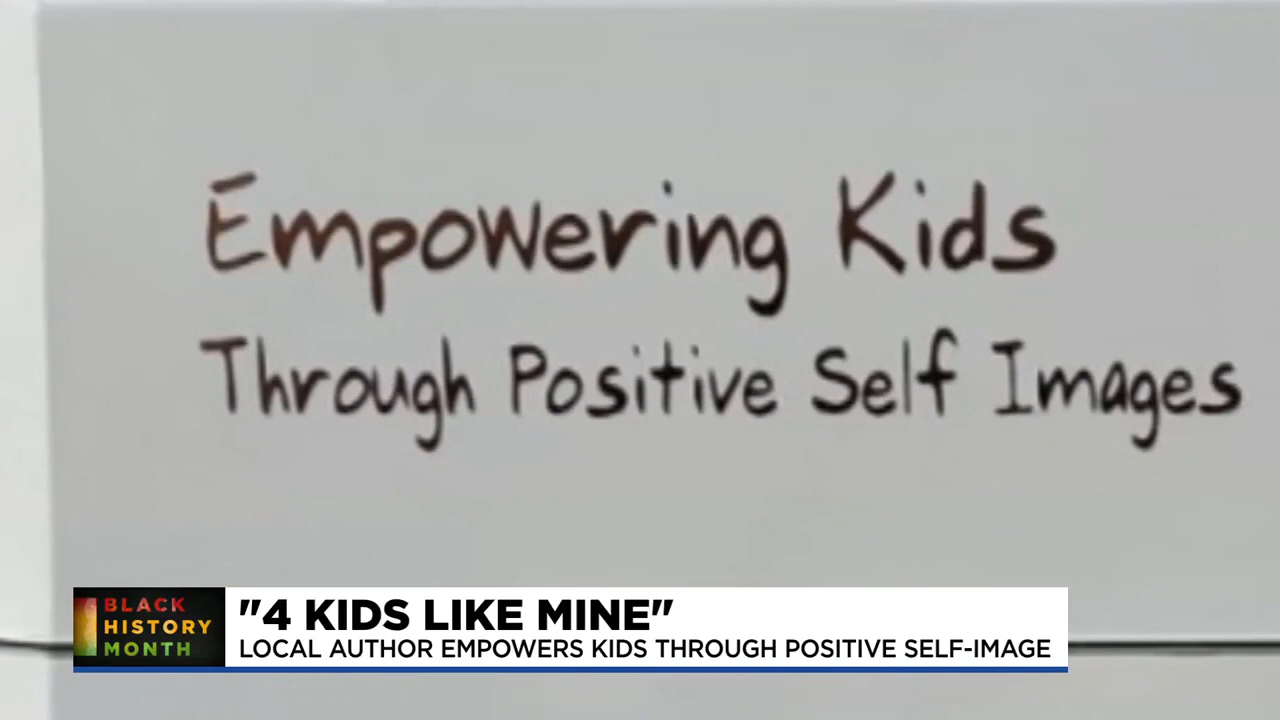 Empowering Kids
Through Positive Self Images
BLACK
HISTORY
MONTH
"4 KIDS LIKE MINE"
LOCAL AUTHOR EMPOWERS KIDS THROUGH POSITIVE SELF-IMAGE